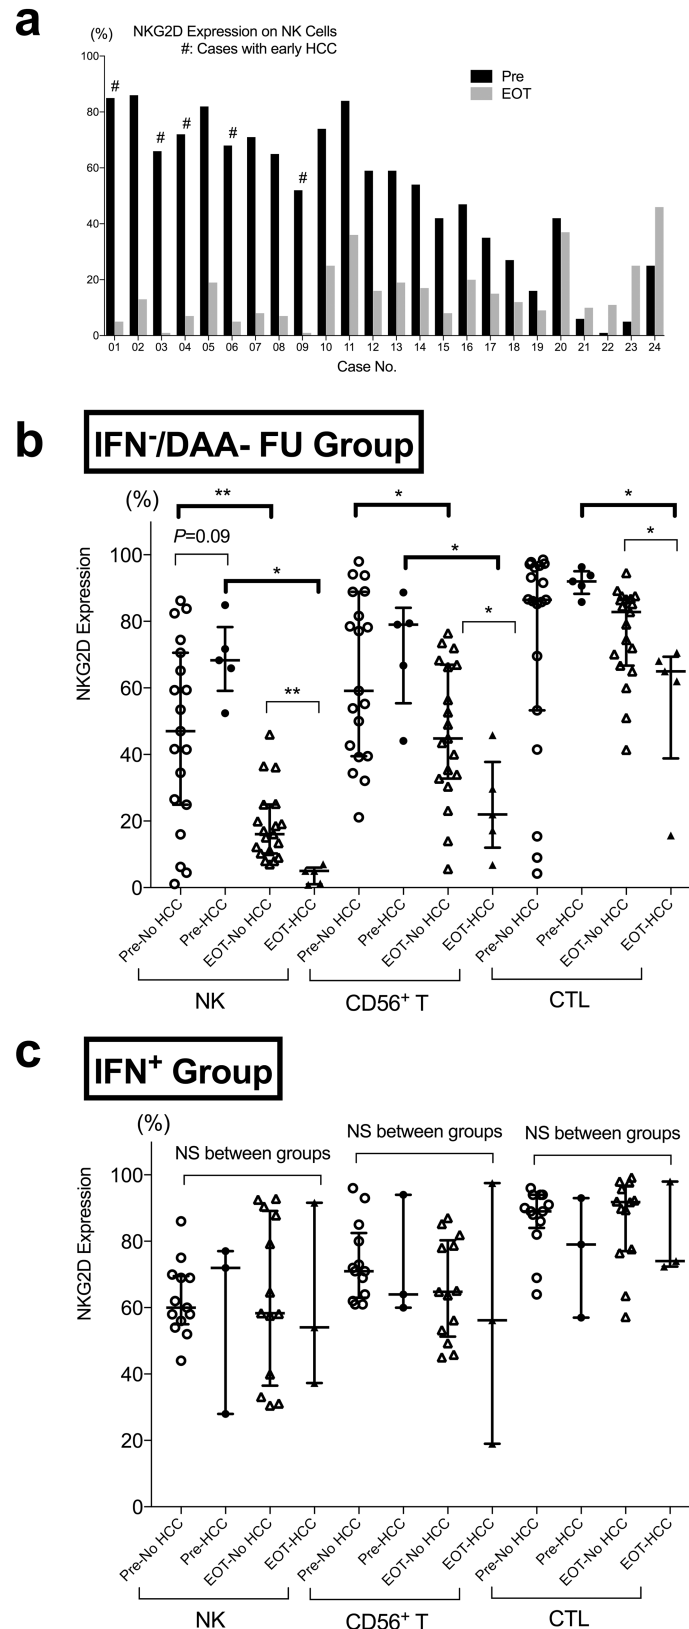 a
(%)
NKG2D Expression on NK Cells
#: Cases with early HCC
Pre
EOT
100
80
60
40
20
0
# # # # #
01 02 03 04 05 06 07 08 09 10 11 12 13 14 15 16 17 18 19 20 21 22 23 24
Case No.
b
IFN⁻/DAA- FU Group
(%)
** * *
P=0.09 * * *
** *
NKG2D Expression
100
80
60
40
20
0
Pre-No HCC Pre-HCC EOT-No HCC EOT-HCC Pre-No HCC Pre-HCC EOT-No HCC EOT-HCC Pre-No HCC Pre-HCC EOT-No HCC EOT-HCC
NK CD56⁺ T CTL
c
IFN⁺ Group
(%)
NS between groups NS between groups NS between groups
NKG2D Expression
100
80
60
40
20
0
Pre-No HCC Pre-HCC EOT-No HCC EOT-HCC Pre-No HCC Pre-HCC EOT-No HCC EOT-HCC Pre-No HCC Pre-HCC EOT-No HCC EOT-HCC
NK CD56⁺ T CTL